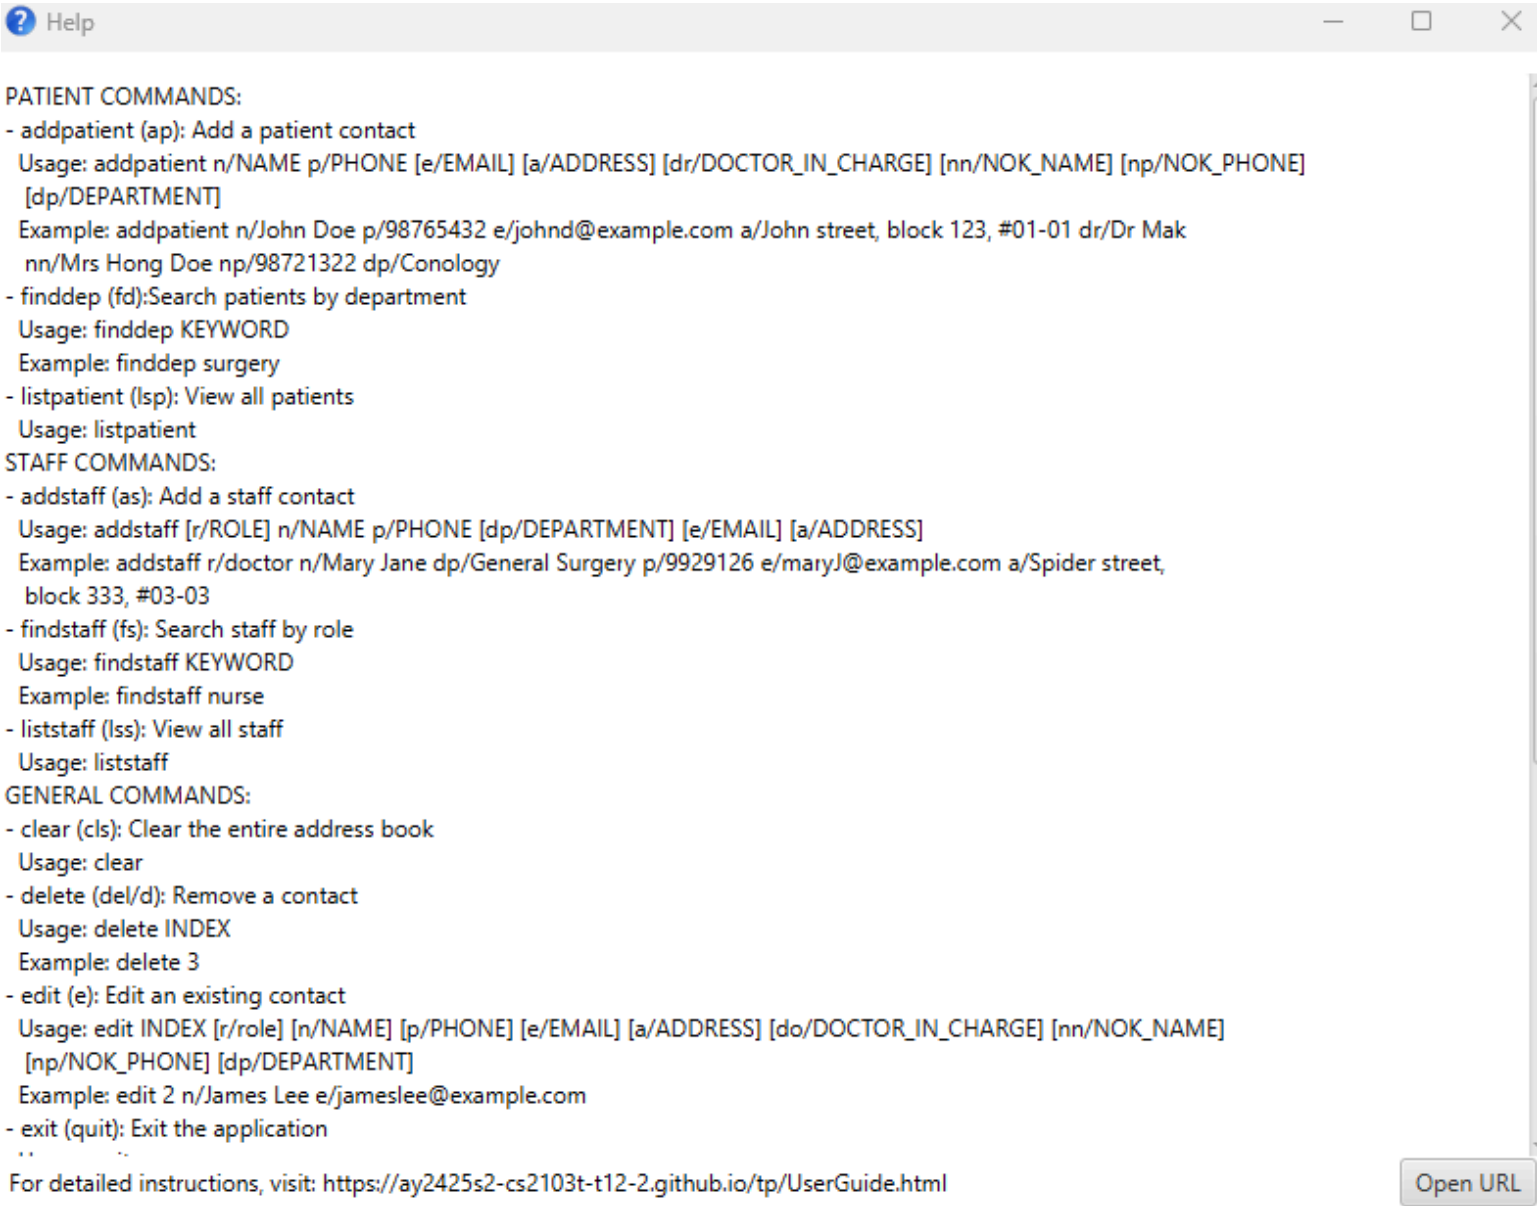 Help
PATIENT COMMANDS:
- addpatient (ap): Add a patient contact
Usage: addpatient n/NAME p/PHONE [e/EMAIL] [a/ADDRESS] [dr/DOCTOR_IN_CHARGE] [nn/NOK_NAME] [np/NOK_PHONE]
[dp/DEPARTMENT]
Example: addpatient n/John Doe p/98765432 e/johnd@example.com a/John street, block 123, #01-01 dr/Dr Mak
nn/Mrs Hong Doe np/98721322 dp/Conology
- finddep (fd):Search patients by department
Usage: finddep KEYWORD
Example: finddep surgery
- listpatient (lsp): View all patients
Usage: listpatient
STAFF COMMANDS:
- addstaff (as): Add a staff contact
Usage: addstaff [r/ROLE] n/NAME p/PHONE [dp/DEPARTMENT] [e/EMAIL] [a/ADDRESS]
Example: addstaff r/doctor n/Mary Jane dp/General Surgery p/9929126 e/maryJ@example.com a/Spider street,
block 333, #03-03
- findstaff (fs): Search staff by role
Usage: findstaff KEYWORD
Example: findstaff nurse
- liststaff (lss): View all staff
Usage: liststaff
GENERAL COMMANDS:
- clear (cls): Clear the entire address book
Usage: clear
- delete (del/d): Remove a contact
Usage: delete INDEX
Example: delete 3
- edit (e): Edit an existing contact
Usage: edit INDEX [r/role] [n/NAME] [p/PHONE] [e/EMAIL] [a/ADDRESS] [do/DOCTOR_IN_CHARGE] [nn/NOK_NAME]
[np/NOK_PHONE] [dp/DEPARTMENT]
Example: edit 2 n/James Lee e/jameslee@example.com
- exit (quit): Exit the application
For detailed instructions, visit: https://ay2425s2-cs2103t-t12-2.github.io/tp/UserGuide.html
Open URL